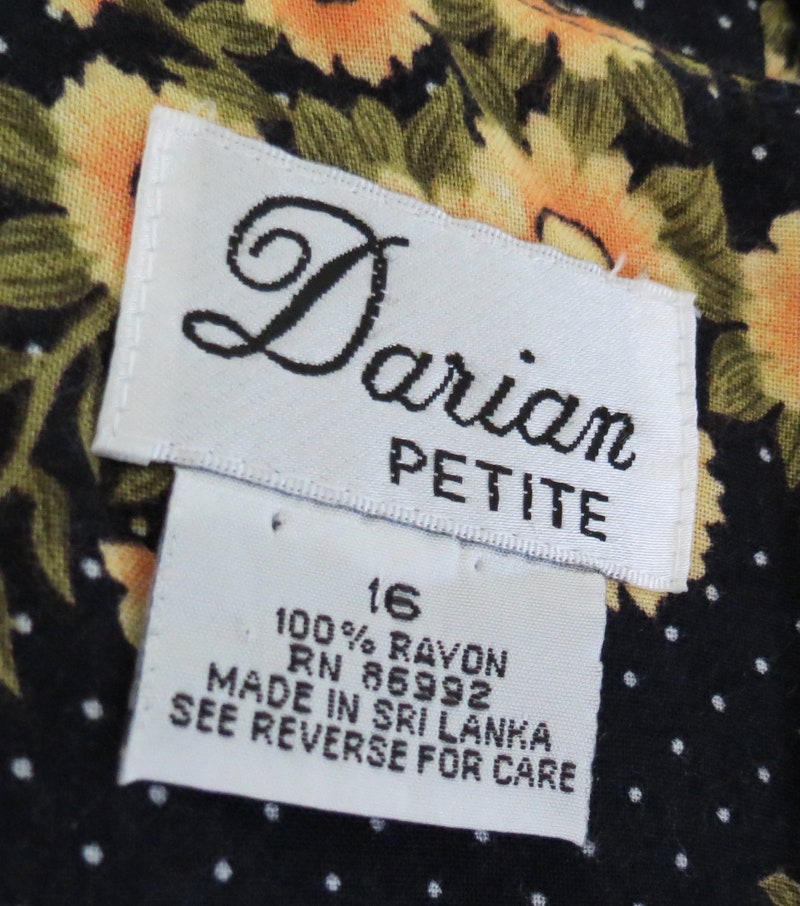 Darian
PETITE
16
100% RAYON
RN 86992
MADE IN SRI LANKA
SEE REVERSE FOR CARE